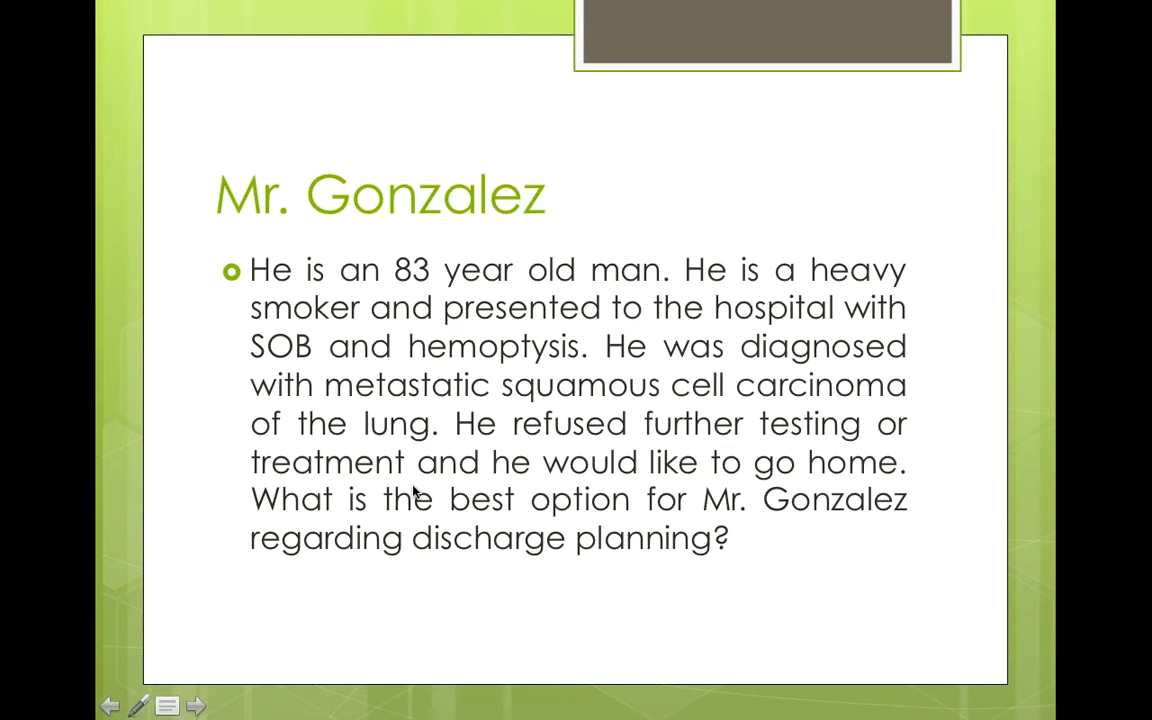 Mr. Gonzalez
He is an 83 year old man. He is a heavy
smoker and presented to the hospital with
SOB and hemoptysis. He was diagnosed
with metastatic squamous cell carcinoma
of the lung. He refused further testing or
treatment and he would like to go home.
What is the best option for Mr. Gonzalez
regarding discharge planning?